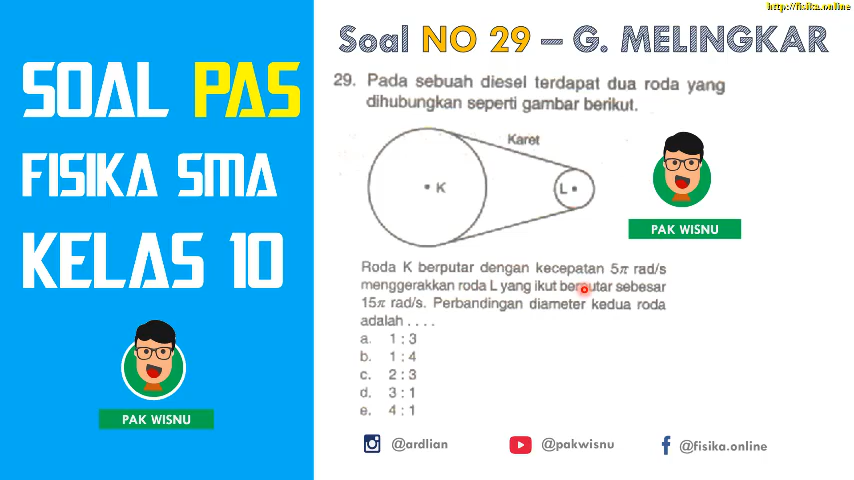 http://fisika.online
SOAL PAS
FISIKA SMA
KELAS 10
PAK WISNU
Soal NO 29 – G. MELINGKAR
29. Pada sebuah diesel terdapat dua roda yang
dihubungkan seperti gambar berikut.
Karet
K
L
PAK WISNU
Roda K berputar dengan kecepatan 5π rad/s
menggerakkan roda L yang ikut berputar sebesar
15π rad/s. Perbandingan diameter kedua roda
adalah . . . .
a. 1 : 3
b. 1 : 4
c. 2 : 3
d. 3 : 1
e. 4 : 1
@ardlian
@pakwisnu
@fisika.online